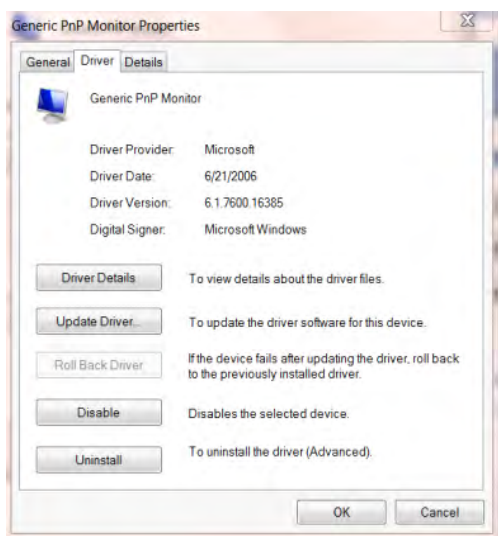 Generic PnP Monitor Properties
General Driver Details
Generic PnP Monitor
Driver Provider: Microsoft
Driver Date: 6/21/2006
Driver Version: 6.1.7600.16385
Digital Signer: Microsoft Windows
Driver Details To view details about the driver files.
Update Driver... To update the driver software for this device.
Roll Back Driver If the device fails after updating the driver, roll back
to the previously installed driver.
Disable Disables the selected device.
Uninstall To uninstall the driver (Advanced).
OK Cancel